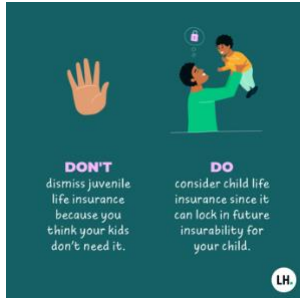 DON'T
dismiss juvenile
life insurance
because you
think your kids
don't need it.
DO
consider child life
insurance since it
can lock in future
insurability for
your child.
LH.